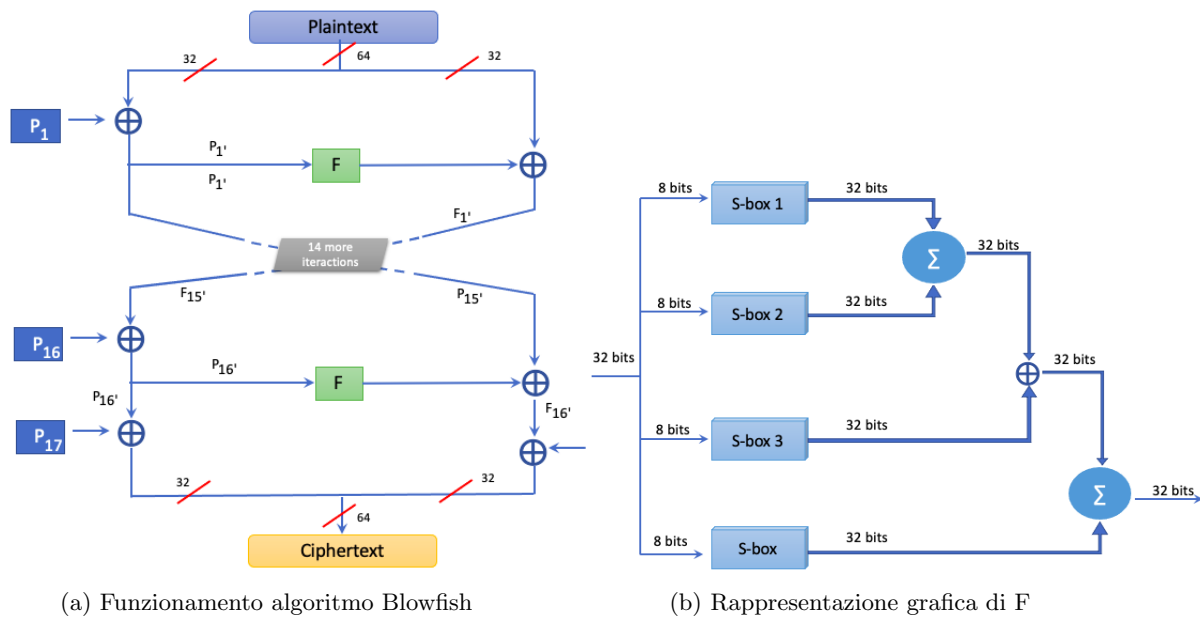 Plaintext
32
64
32
P1
P1'
F
P1'
F1'
14 more
iteractions
F15'
P15'
P16
P16'
F
P16'
F16'
P17
32
32
64
Ciphertext
(a) Funzionamento algoritmo Blowfish
8 bits
S-box 1
32 bits
Σ
32 bits
8 bits
S-box 2
32 bits
32 bits
32 bits
8 bits
S-box 3
32 bits
Σ
32 bits
8 bits
S-box
32 bits
(b) Rappresentazione grafica di F